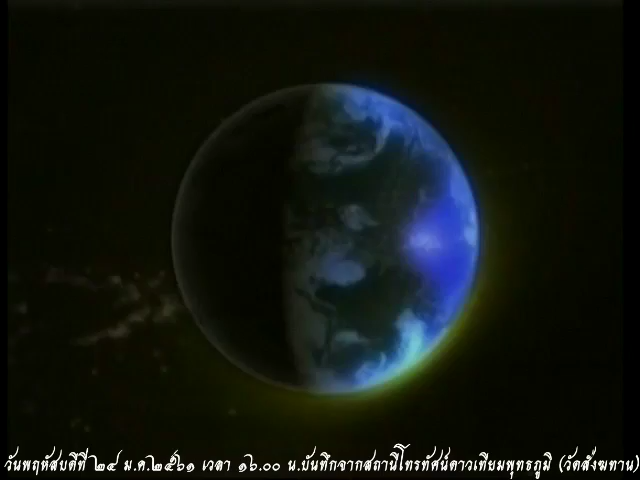 วันพฤหัสบดีที่ ๒๔ ม.ค.๒๕๖๑ เวลา ๑๖.๐๐ น.บันทึกจากสถานีโทรทัศน์ดาวเทียมพุทธภูมิ (วัดสังฆทาน)